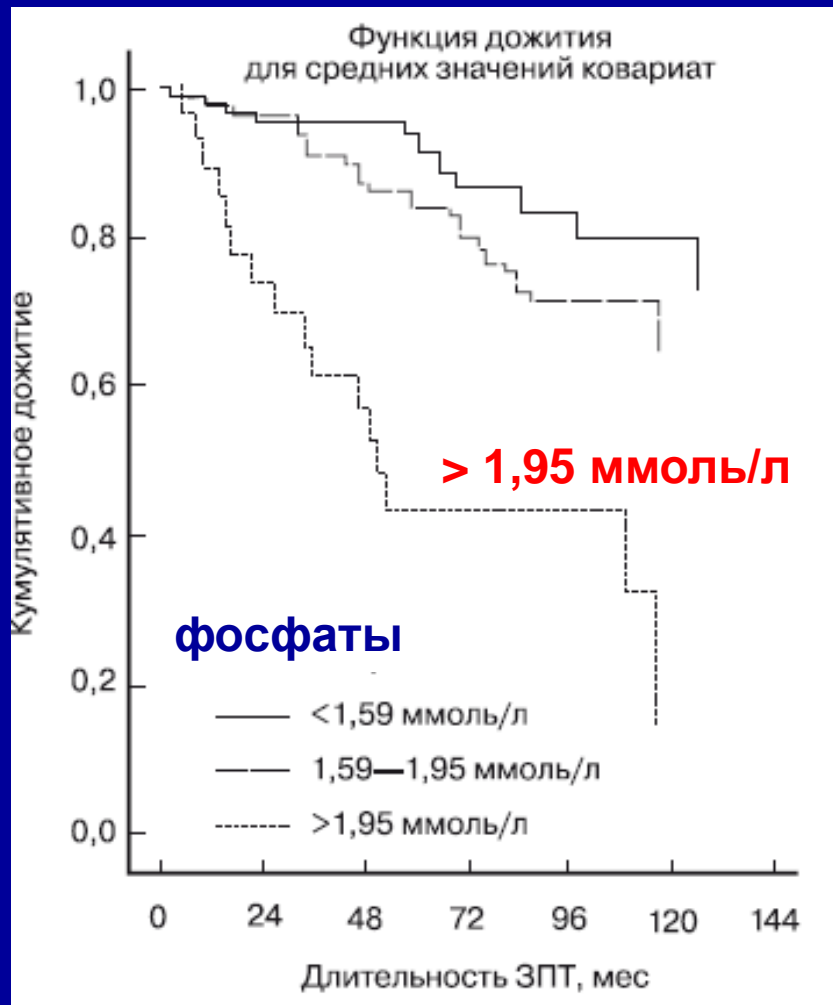 Функция дожития
для средних значений ковариат
Кумулятивное дожитие
1,0
0,8
0,6
0,4
0,2
0,0
> 1,95 ммоль/л
фосфаты
<1,59 ммоль/л
1,59—1,95 ммоль/л
>1,95 ммоль/л
0 24 48 72 96 120 144
Длительность ЗПТ, мес